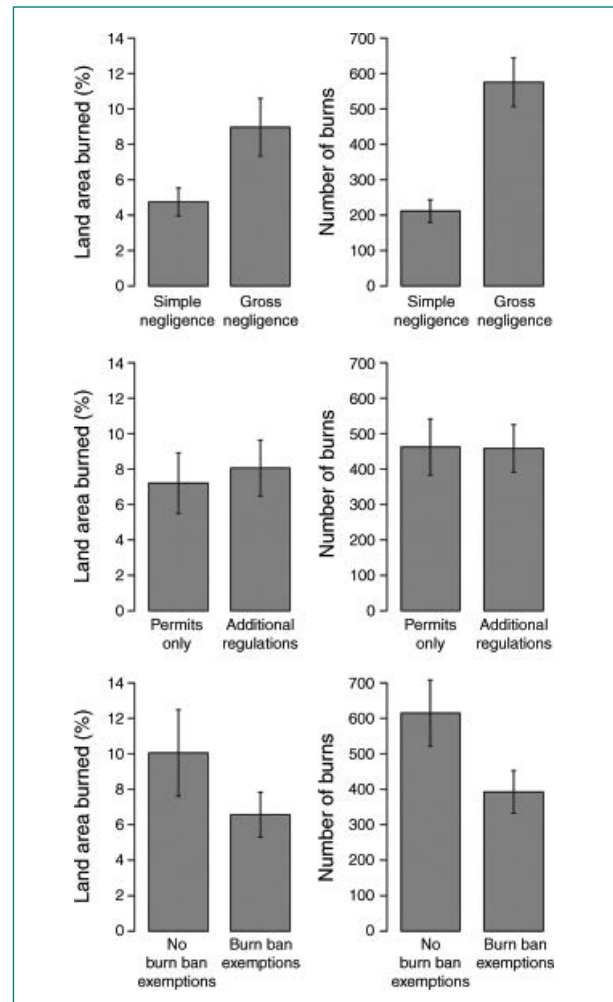 Land area burned (%)
14
12
10
8
6
4
2
0
Simple
negligence
Gross
negligence
Number of burns
700
600
500
400
300
200
100
0
Simple
negligence
Gross
negligence
Land area burned (%)
14
12
10
8
6
4
2
0
Permits
only
Additional
regulations
Number of burns
700
600
500
400
300
200
100
0
Permits
only
Additional
regulations
Land area burned (%)
14
12
10
8
6
4
2
0
No
burn ban
exemptions
Burn ban
exemptions
Number of burns
700
600
500
400
300
200
100
0
No
burn ban
exemptions
Burn ban
exemptions